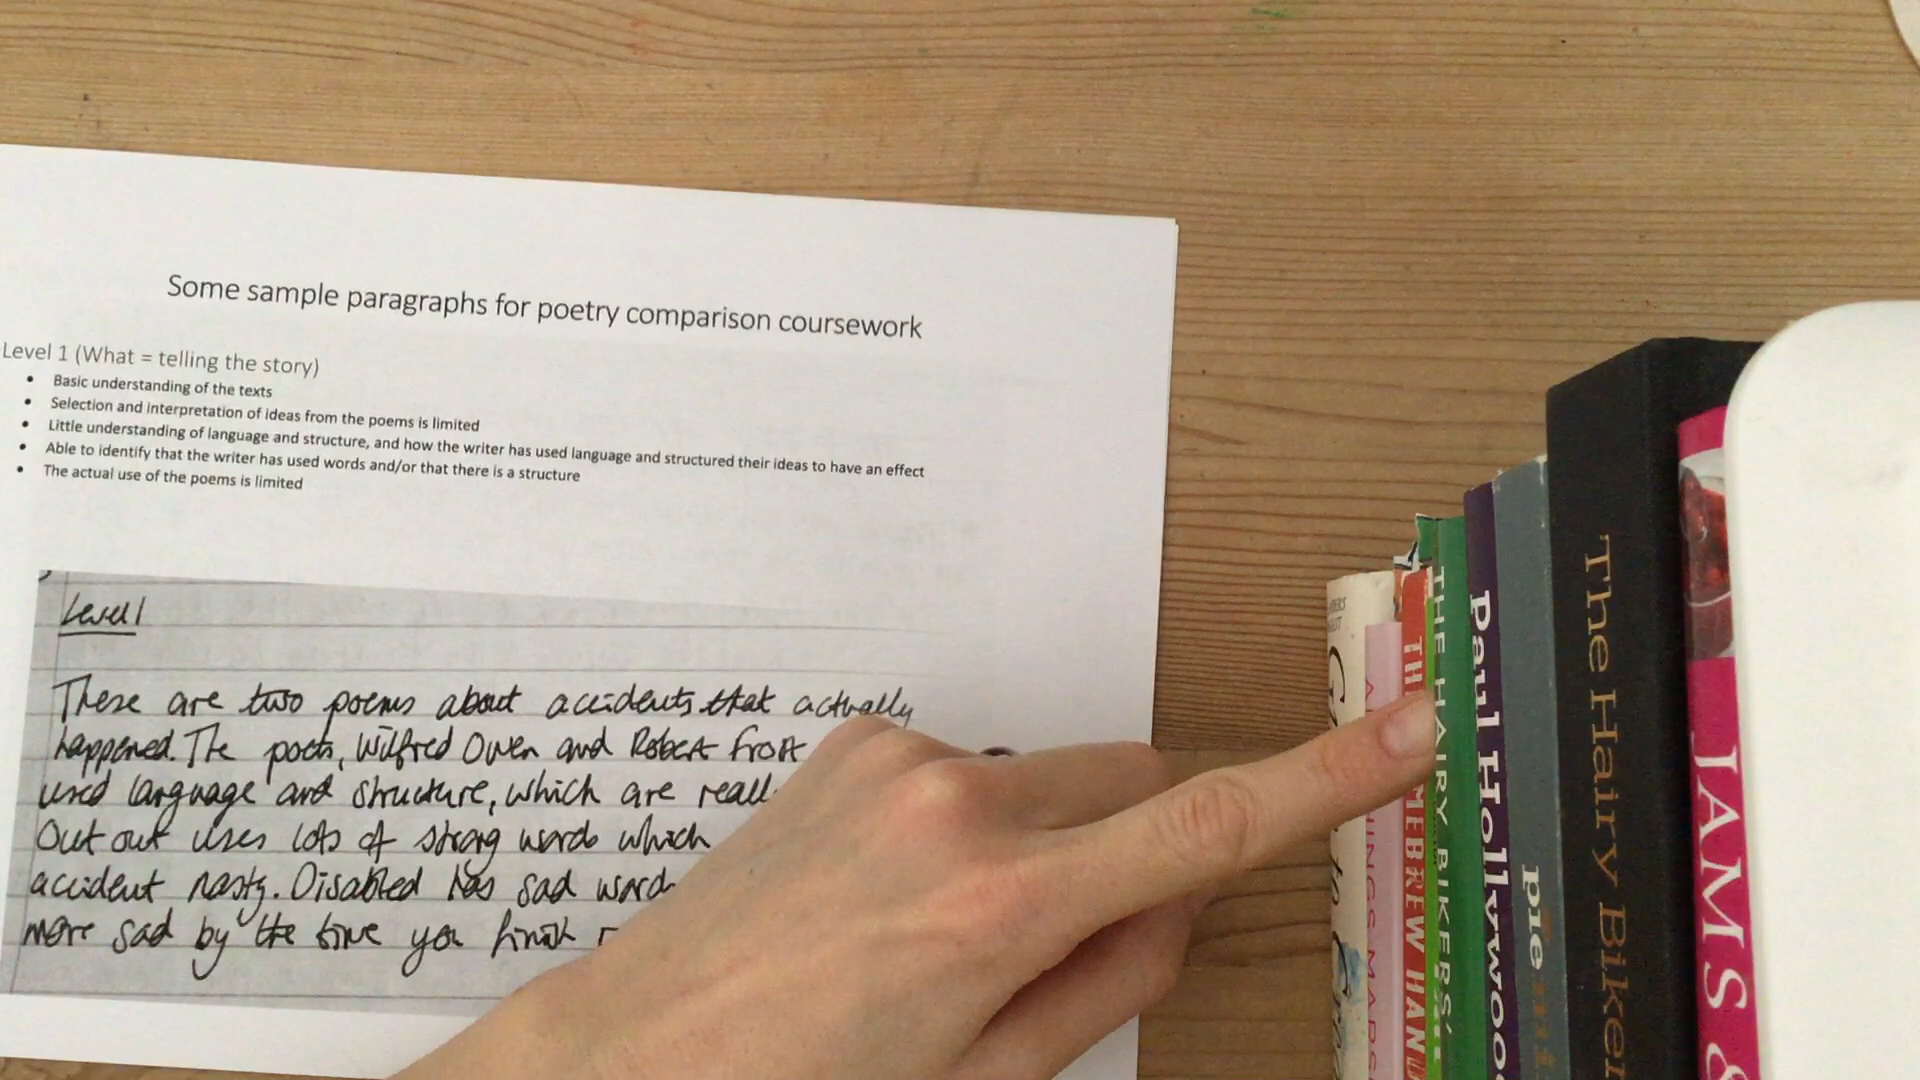 Some sample paragraphs for poetry comparison coursework
Level 1 (What = telling the story)
• Basic understanding of the texts
• Selection and interpretation of ideas from the poems is limited
• Little understanding of language and structure, and how the writer has used language and structured their ideas to have an effect
• Able to identify that the writer has used words and/or that there is a structure
• The actual use of the poems is limited
Level 1
These are two poems about accidents that actually
happened. The poets, Wilfred Owen and Robert Frost
used language and structure, which are
Out out uses lots of strong words which
accident nasty. Disabled has sad
more sad by the time you finish
THE HAIRY BIKERS'
Paul Hollywood
pie
The Hairy Biker
JAMS &